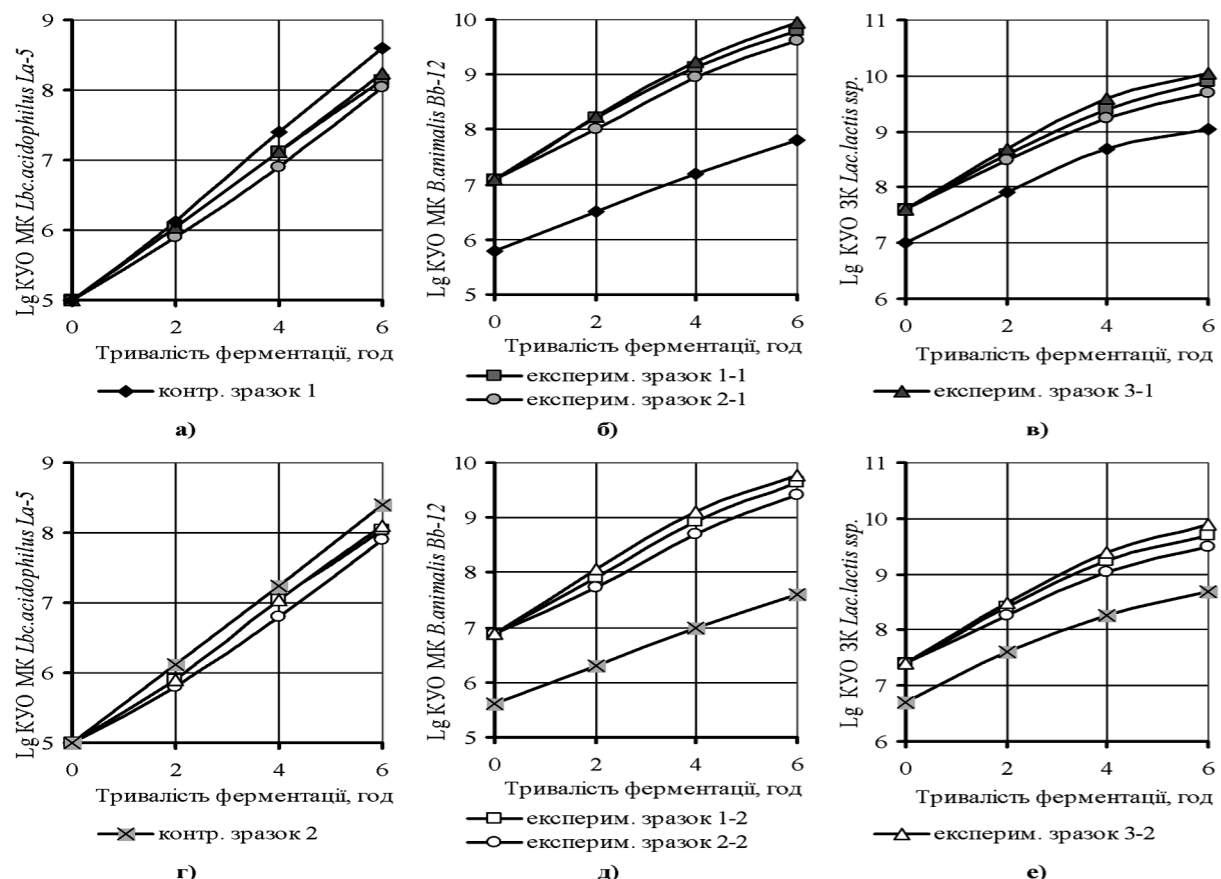 Lg КУО МК Lbc.acidophilus La-5
9
8
7
6
5
0 2 4 6
Тривалість ферментації, год
контр. зразок 1
а)
Lg КУО МК B.animalis Bb-12
10
9
8
7
6
5
0 2 4 6
Тривалість ферментації, год
експерим. зразок 1-1
експерим. зразок 2-1
б)
Lg КУО ЗК Lac.lactis ssp.
11
10
9
8
7
6
0 2 4 6
Тривалість ферментації, год
експерим. зразок 3-1
в)
Lg КУО МК Lbc.acidophilus La-5
9
8
7
6
5
0 2 4 6
Тривалість ферментації, год
контр. зразок 2
г)
Lg КУО МК B.animalis Bb-12
10
9
8
7
6
5
0 2 4 6
Тривалість ферментації, год
експерим. зразок 1-2
експерим. зразок 2-2
д)
Lg КУО ЗК Lac.lactis ssp.
11
10
9
8
7
6
0 2 4 6
Тривалість ферментації, год
експерим. зразок 3-2
е)